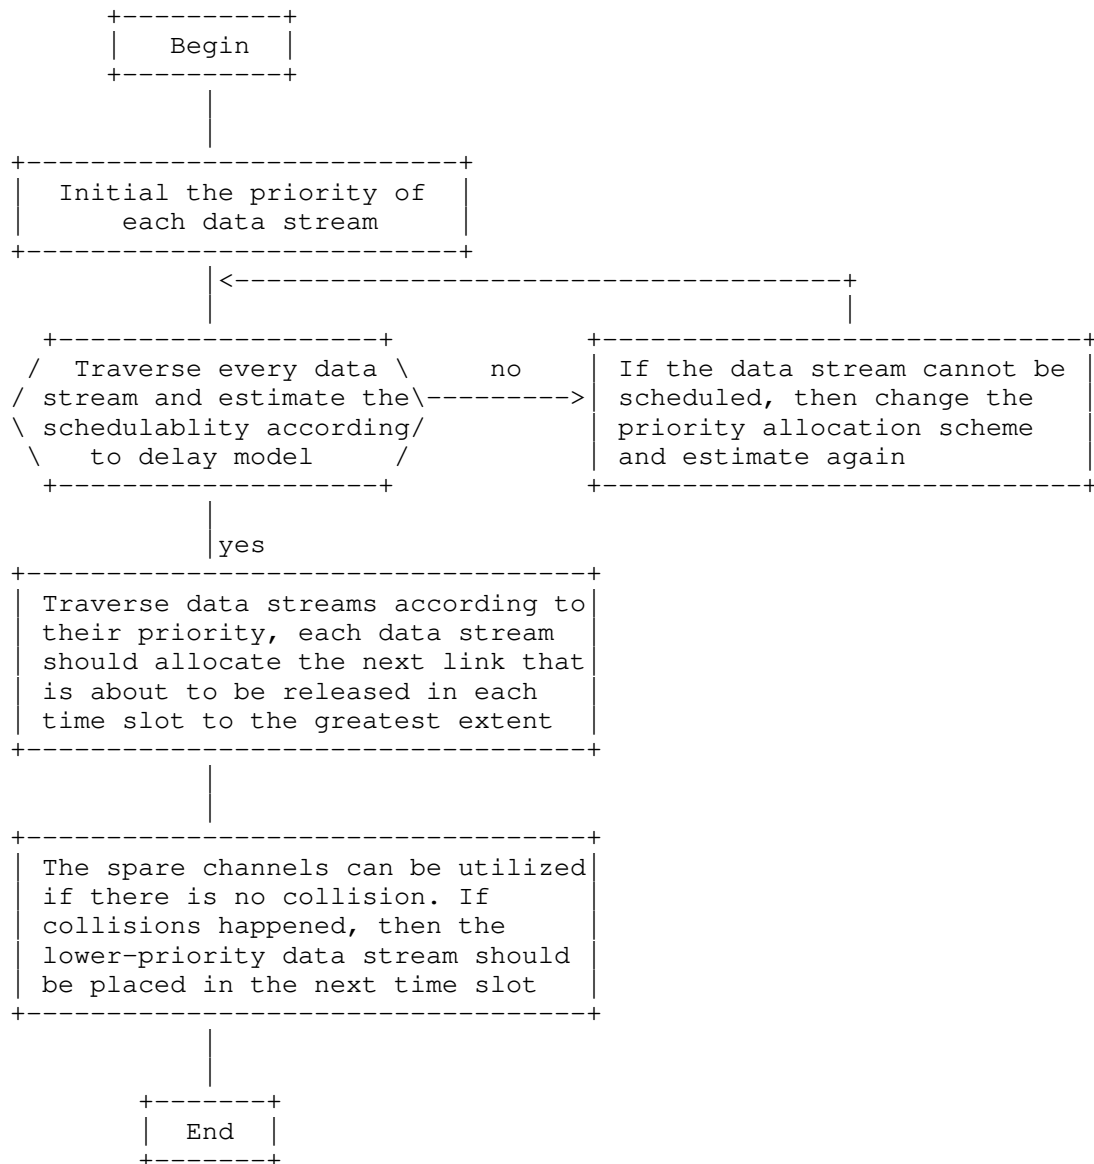 Begin
Initial the priority of
each data stream
Traverse every data
stream and estimate the
schedulablity according
to delay model
no
If the data stream cannot be
scheduled, then change the
priority allocation scheme
and estimate again
yes
Traverse data streams according to
their priority, each data stream
should allocate the next link that
is about to be released in each
time slot to the greatest extent
The spare channels can be utilized
if there is no collision. If
collisions happened, then the
lower-priority data stream should
be placed in the next time slot
End